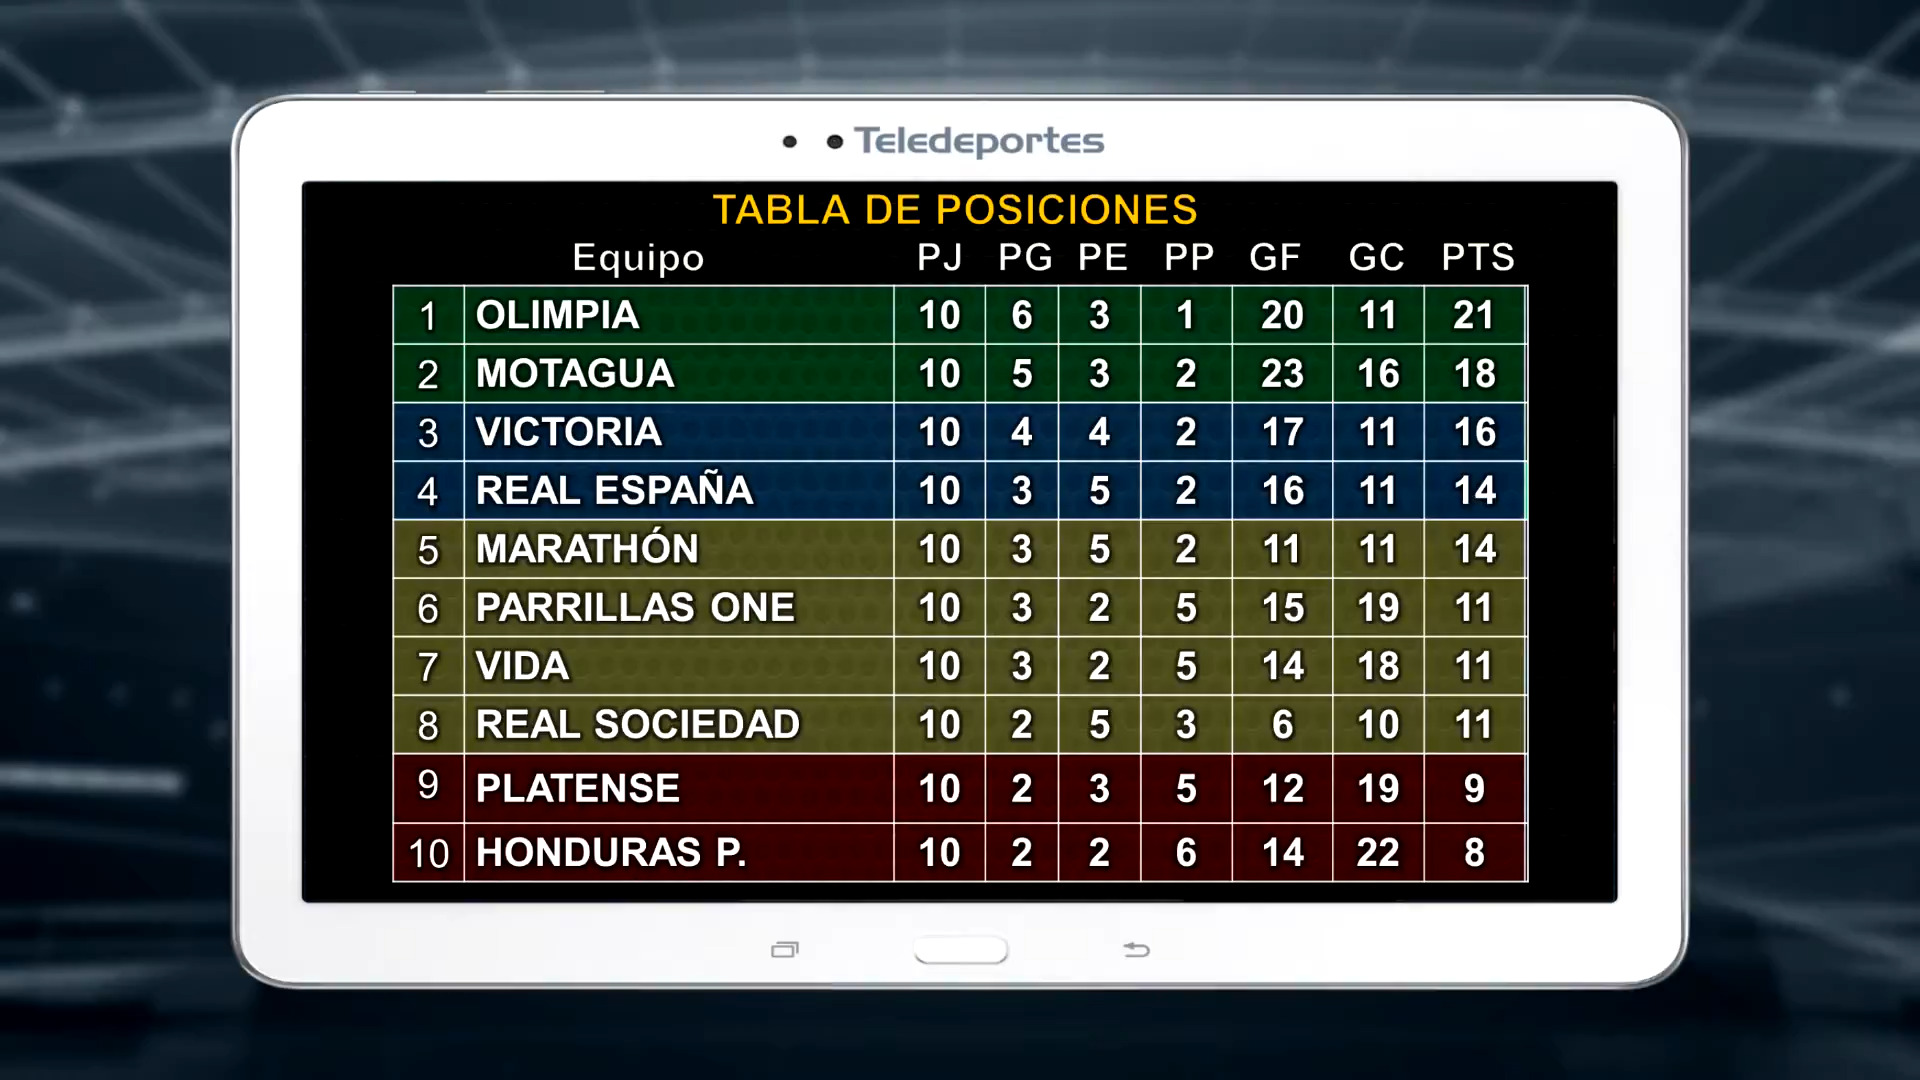 Teledeportes
TABLA DE POSICIONES
Equipo PJ PG PE PP GF GC PTS
1 OLIMPIA 10 6 3 1 20 11 21
2 MOTAGUA 10 5 3 2 23 16 18
3 VICTORIA 10 4 4 2 17 11 16
4 REAL ESPAÑA 10 3 5 2 16 11 14
5 MARATHÓN 10 3 5 2 11 11 14
6 PARRILLAS ONE 10 3 2 5 15 19 11
7 VIDA 10 3 2 5 14 18 11
8 REAL SOCIEDAD 10 2 5 3 6 10 11
9 PLATENSE 10 2 3 5 12 19 9
10 HONDURAS P. 10 2 2 6 14 22 8